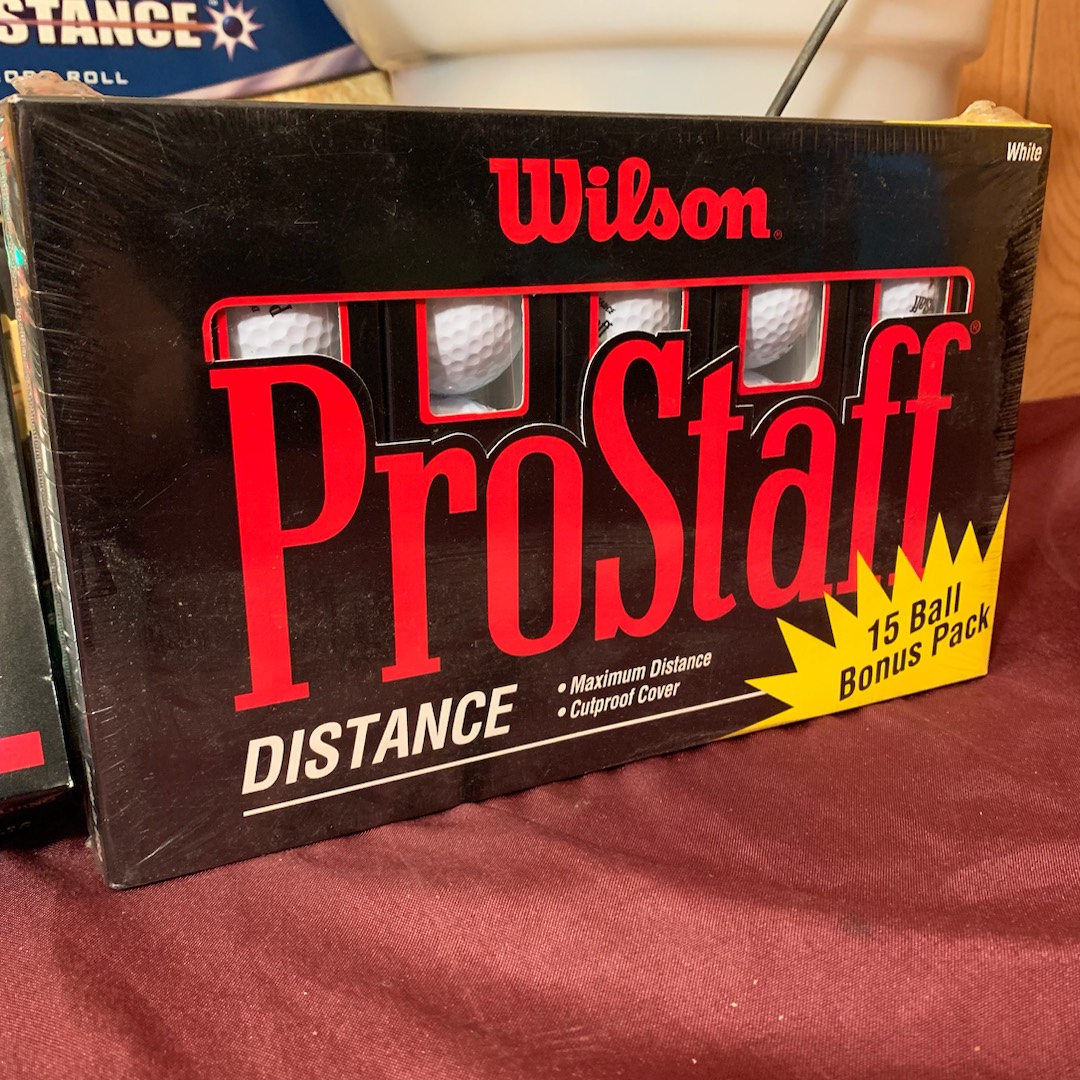 STANCE
ROLL
White
Wilson®
ProStaff®
DISTANCE
• Maximum Distance
• Cutproof Cover
15 Ball
Bonus Pack